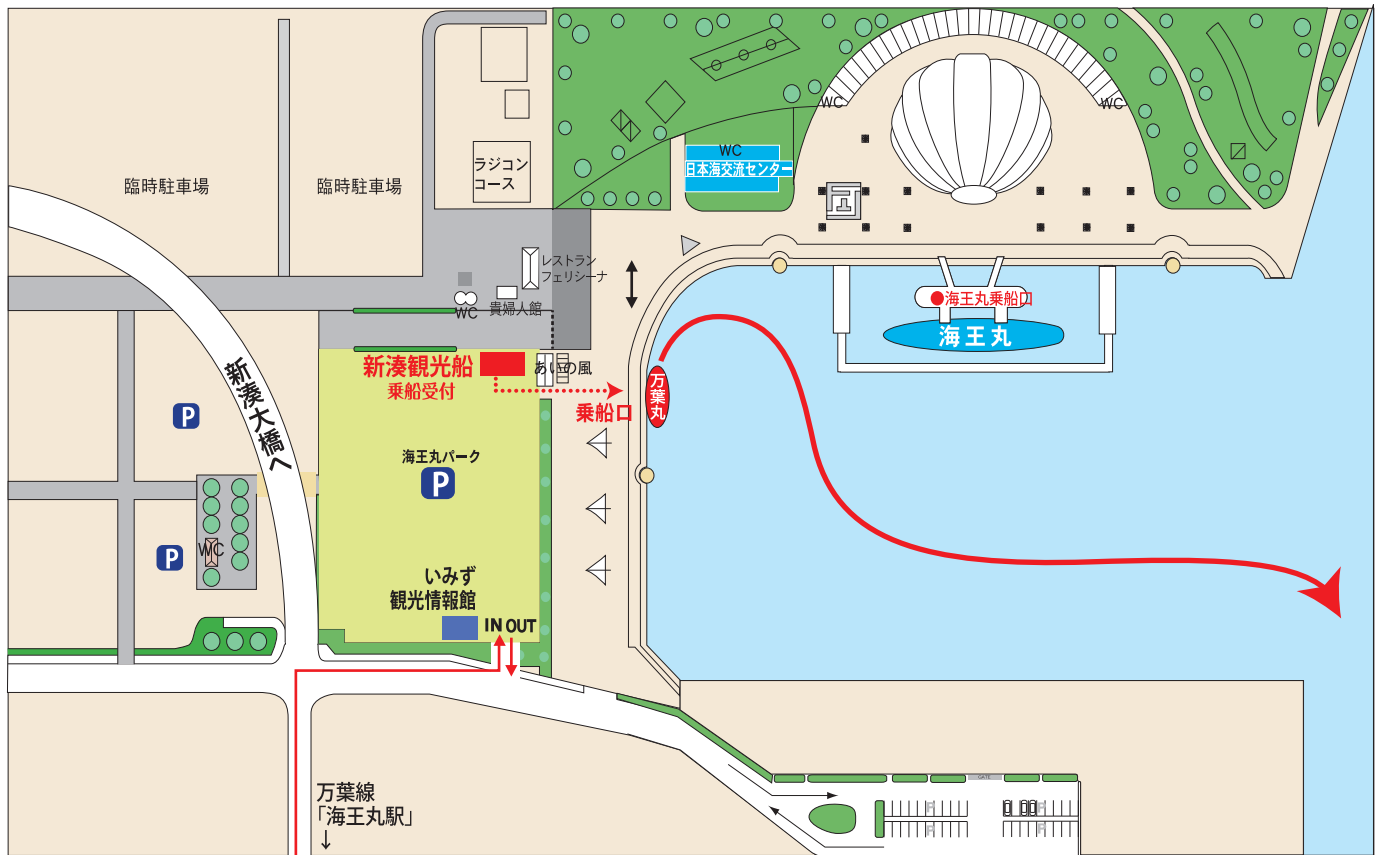 WC
WC
WC
日本海交流センター
ラジコン
コース
臨時駐車場
臨時駐車場
レストラン
フェリシーナ
貴婦人館
WC
海王丸乗船口
海王丸
新湊観光船
乗船受付
あいの風
乗船口
万葉丸
新湊大橋へ
P
海王丸パーク
P
WC
P
いみず
観光情報館
IN OUT
万葉線
「海王丸駅」
↓
GATE
P
P
P
P